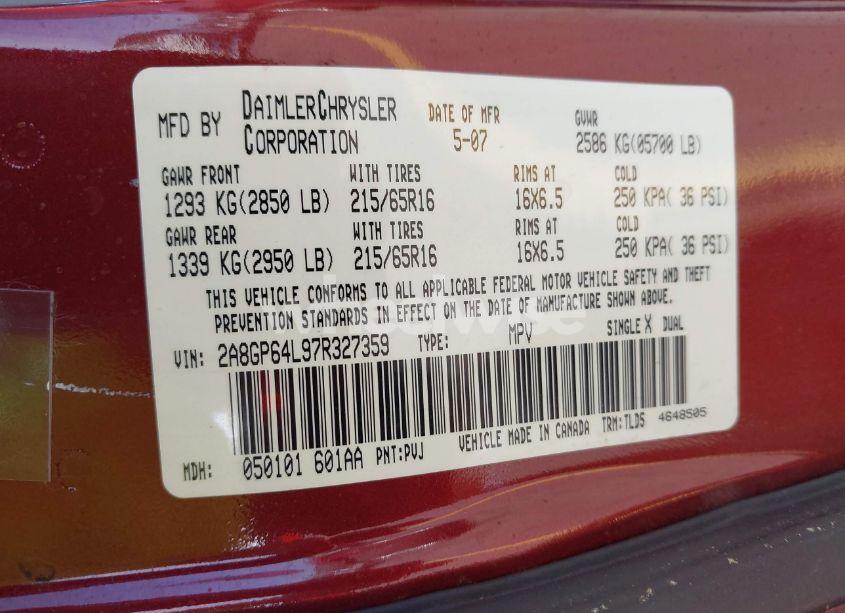 MFD BY DAIMLERCHRYSLER CORPORATION DATE OF MFR 5-07 GVWR 2586 KG(05700 LB)
GAWR FRONT WITH TIRES RIMS AT COLD
1293 KG(2850 LB) 215/65R16 16X6.5 250 KPA( 36 PSI)
GAWR REAR WITH TIRES RIMS AT COLD
1339 KG(2950 LB) 215/65R16 16X6.5 250 KPA( 36 PSI)
THIS VEHICLE CONFORMS TO ALL APPLICABLE FEDERAL MOTOR VEHICLE SAFETY AND THEFT
PREVENTION STANDARDS IN EFFECT ON THE DATE OF MANUFACTURE SHOWN ABOVE.
VIN: 2A8GP64L97R327359 TYPE: MPV SINGLE X DUAL
MDH: 050101 601AA PNT:PVJ VEHICLE MADE IN CANADA TRM:TLD5 4648505